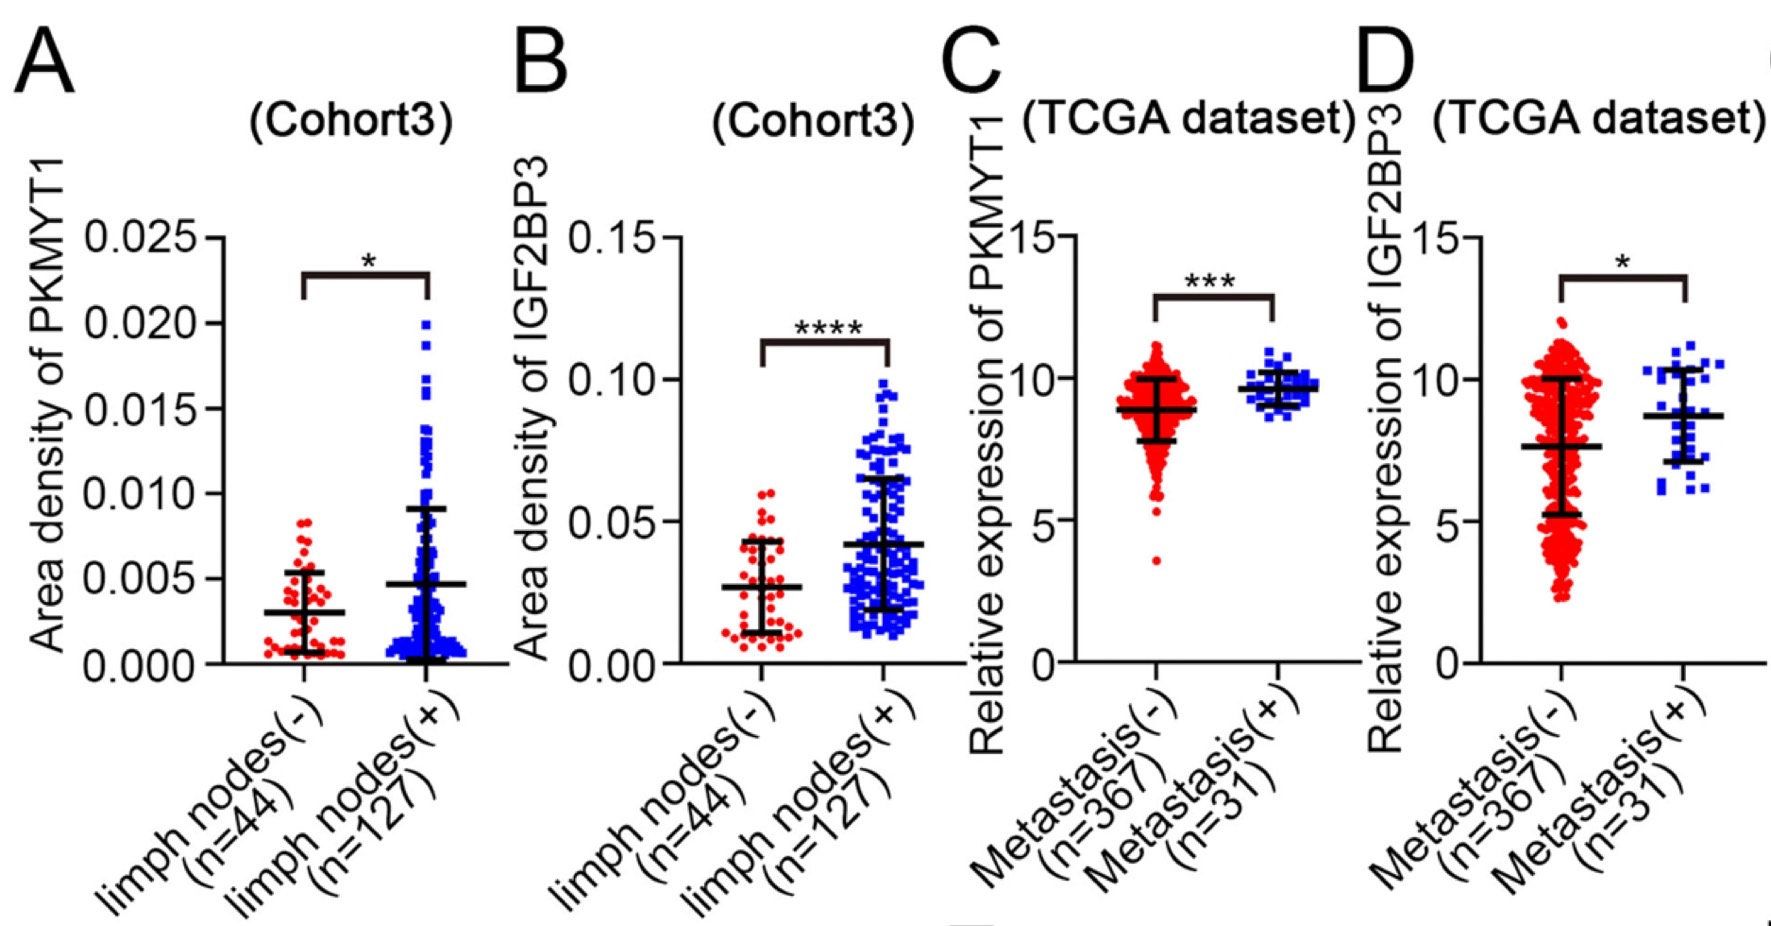 A
(Cohort3)
Area density of PKMYT1
0.025
0.020
0.015
0.010
0.005
0.000
*
limph nodes(-)
(n=44)
limph nodes(+)
(n=127)
B
(Cohort3)
Area density of IGF2BP3
0.15
0.10
0.05
0.00
****
limph nodes(-)
(n=44)
limph nodes(+)
(n=127)
C
(TCGA dataset)
Relative expression of PKMYT1
15
10
5
0
***
Metastasis(-)
(n=367)
Metastasis(+)
(n=31)
D
(TCGA dataset)
Relative expression of IGF2BP3
15
10
5
0
*
Metastasis(-)
(n=367)
Metastasis(+)
(n=31)